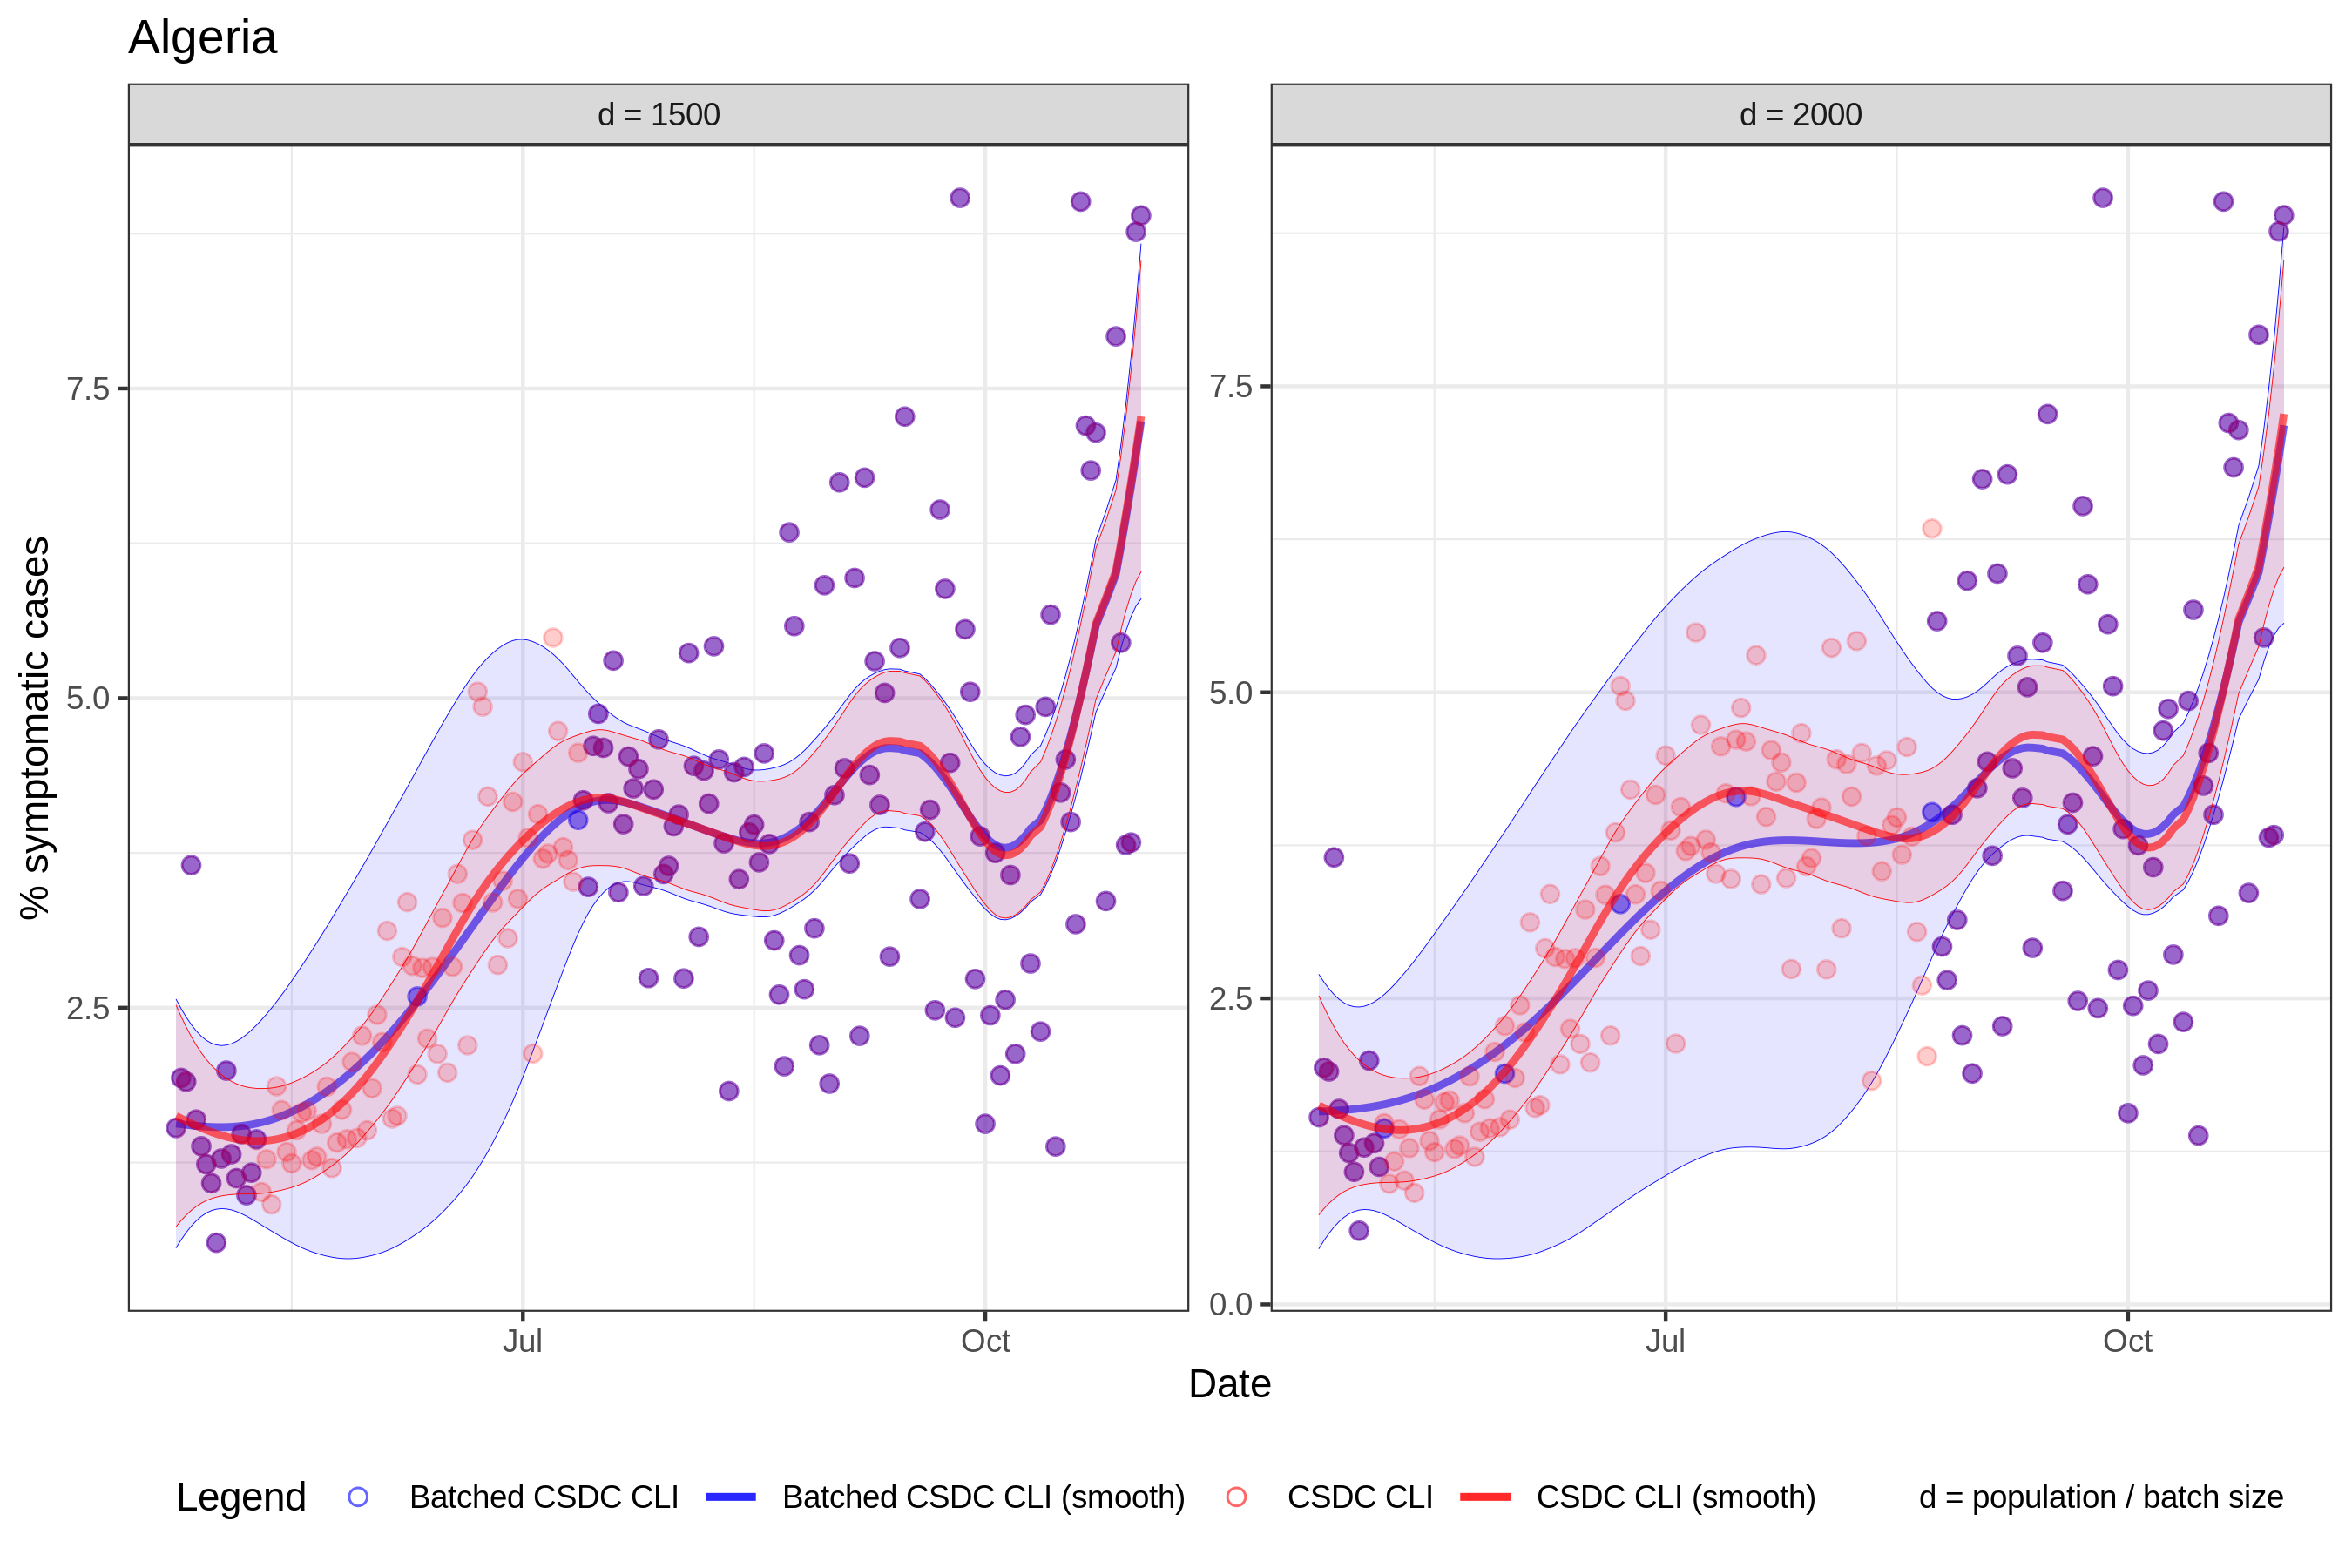 Algeria
d = 1500
d = 2000
% symptomatic cases
7.5
5.0
2.5
7.5
5.0
2.5
0.0
Jul
Oct
Jul
Oct
Date
Legend
Batched CSDC CLI
Batched CSDC CLI (smooth)
CSDC CLI
CSDC CLI (smooth)
d = population / batch size